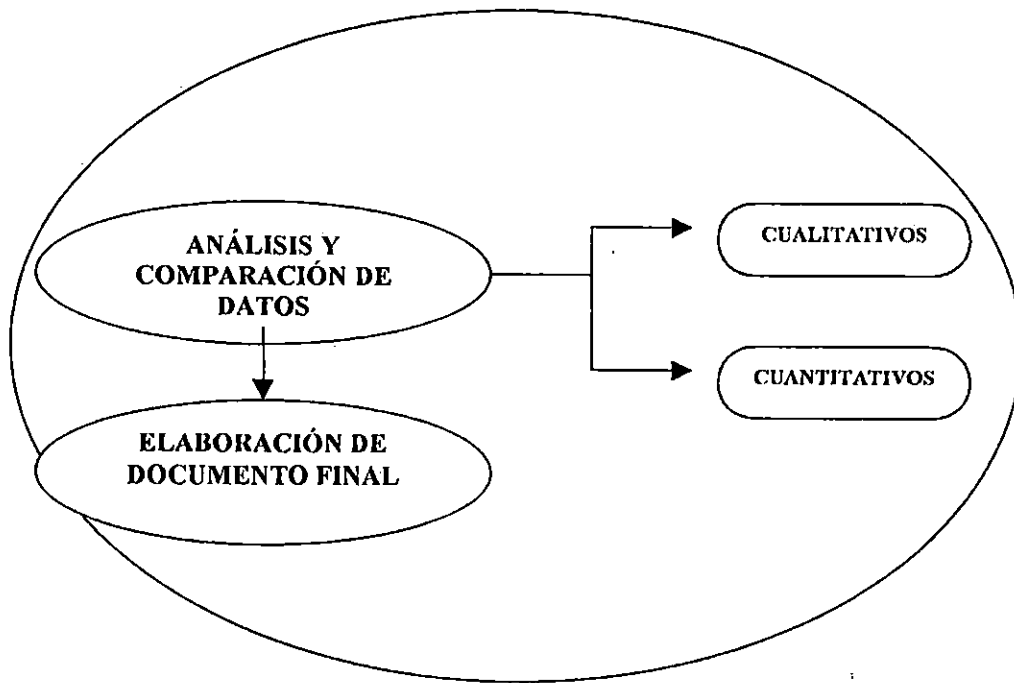 ANÁLISIS Y
COMPARACIÓN DE
DATOS
CUALITATIVOS
CUANTITATIVOS
ELABORACIÓN DE
DOCUMENTO FINAL